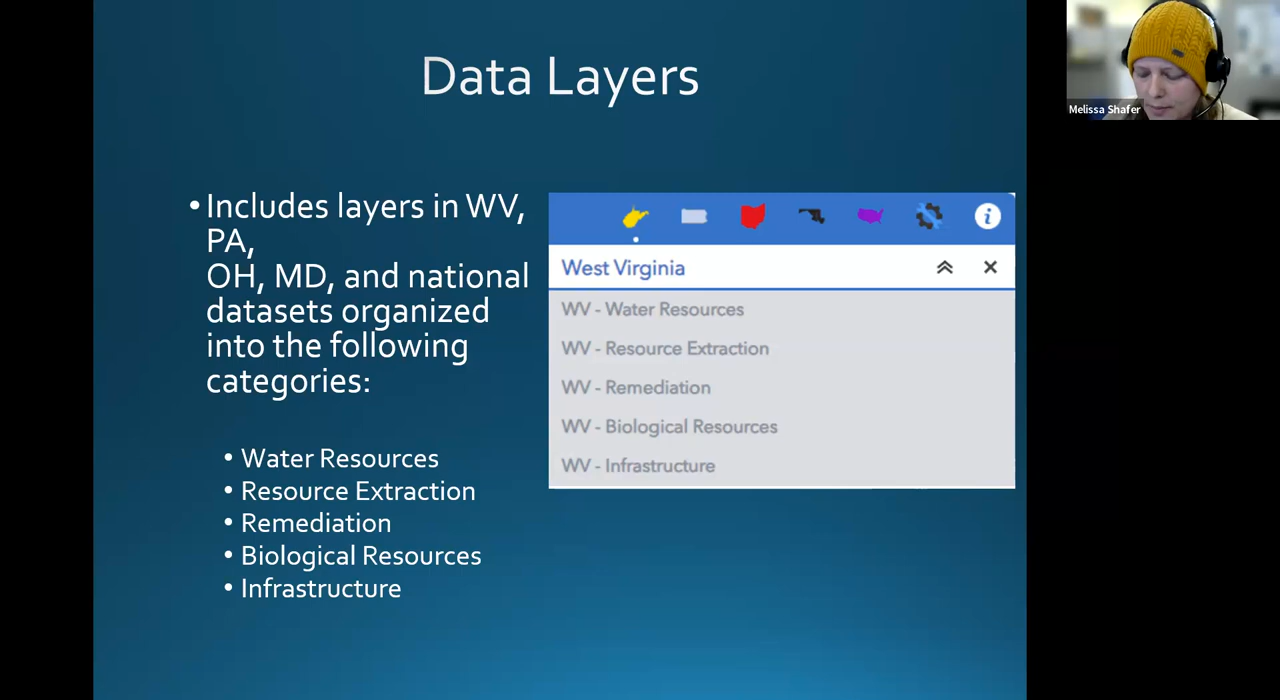 Data Layers
• Includes layers in WV,
PA,
OH, MD, and national
datasets organized
into the following
categories:
• Water Resources
• Resource Extraction
• Remediation
• Biological Resources
• Infrastructure
West Virginia
WV - Water Resources
WV - Resource Extraction
WV - Remediation
WV - Biological Resources
WV - Infrastructure
Melissa Shafer